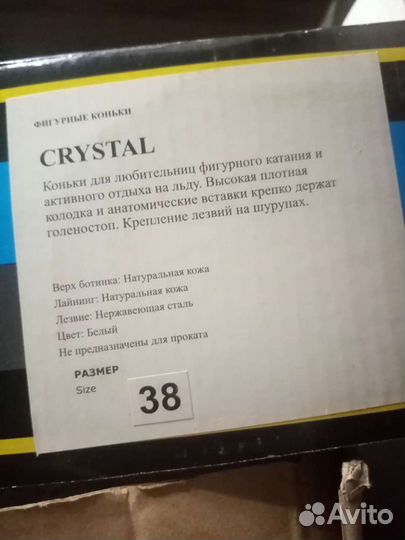 ФИГУРНЫЕ КОНЬКИ
CRYSTAL
Коньки для любительниц фигурного катания и
активного отдыха на льду. Высокая плотная
колодка и анатомические вставки крепко держат
голеностоп. Крепление лезвий на шурупах.
Верх ботинка: Натуральная кожа
Лайнинг: Натуральная кожа
Лезвие: Нержавеющая сталь
Цвет: Белый
Не предназначены для проката
РАЗМЕР
Size
38
Avito